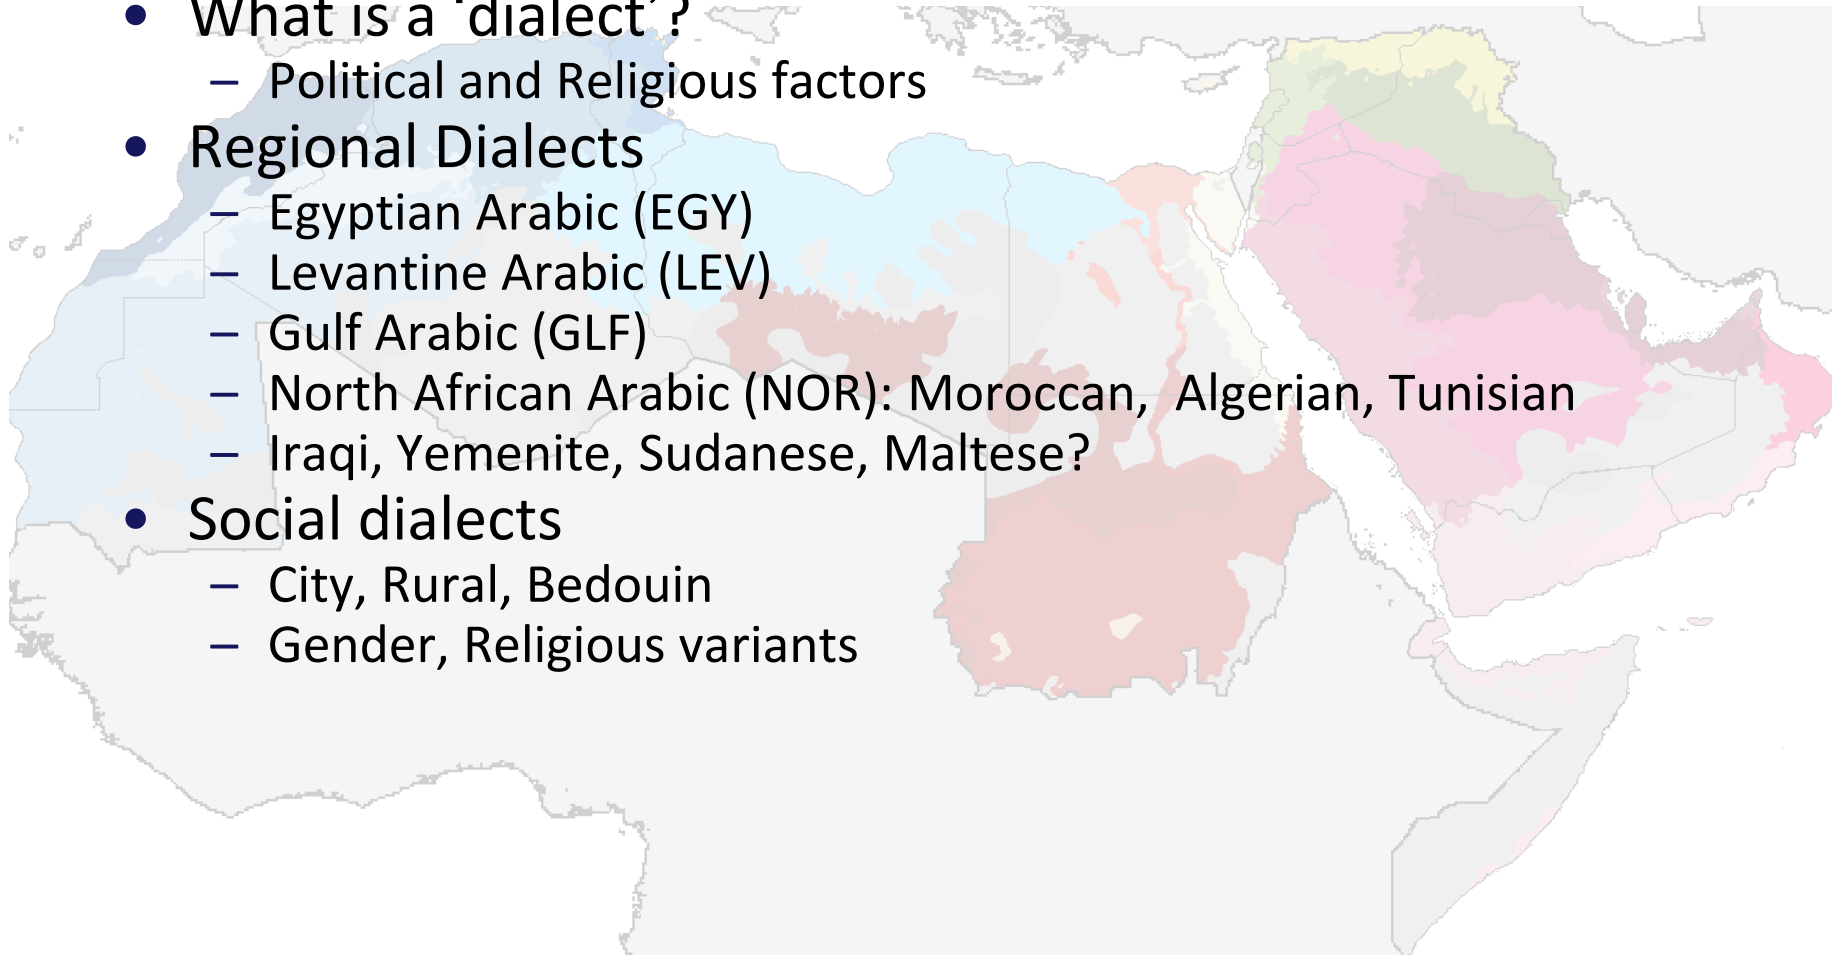 • What is a ‘dialect’?
– Political and Religious factors
• Regional Dialects
– Egyptian Arabic (EGY)
– Levantine Arabic (LEV)
– Gulf Arabic (GLF)
– North African Arabic (NOR): Moroccan, Algerian, Tunisian
– Iraqi, Yemenite, Sudanese, Maltese?
• Social dialects
– City, Rural, Bedouin
– Gender, Religious variants